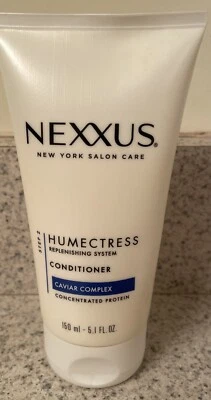 NEXXUS®
NEW YORK SALON CARE
STEP 2
HUMECTRESS
REPLENISHING SYSTEM
CONDITIONER
CAVIAR COMPLEX
CONCENTRATED PROTEIN
150 ml - 5.1 FL. OZ.